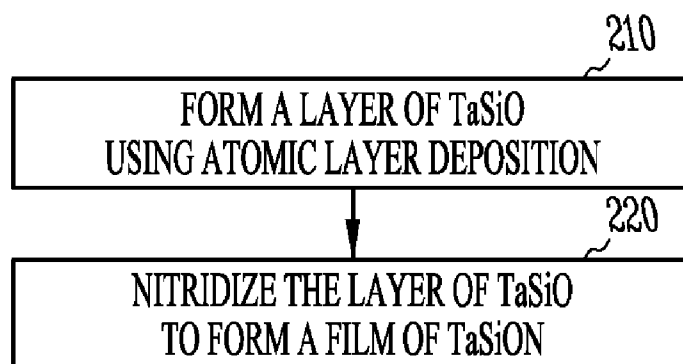 210
FORM A LAYER OF TaSiO
USING ATOMIC LAYER DEPOSITION
220
NITRIDIZE THE LAYER OF TaSiO
TO FORM A FILM OF TaSiON